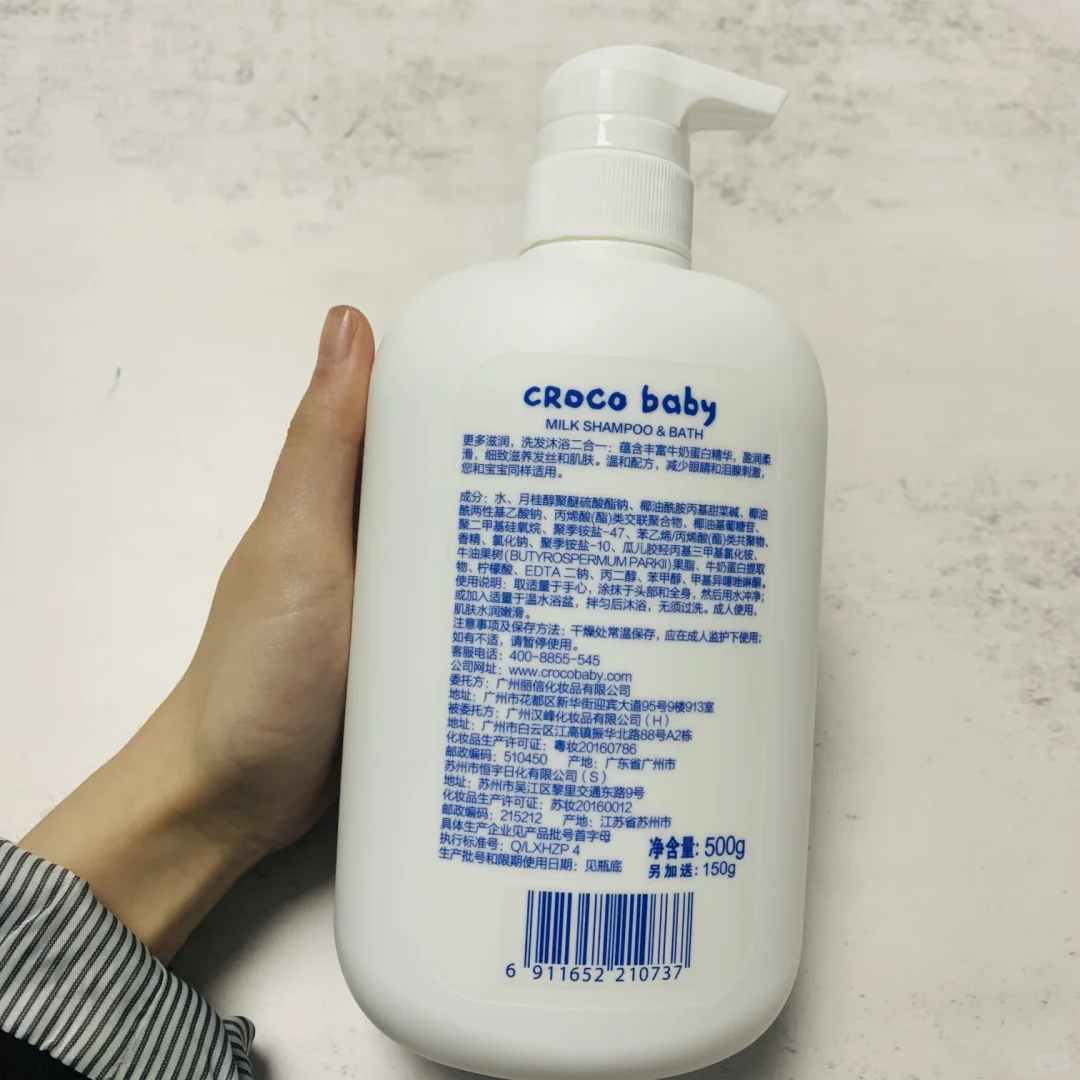 croco baby
MILK SHAMPOO & BATH
更多滋润，洗发沐浴二合一：蕴含丰富牛奶蛋白精华，盈润柔
滑，细致滋养发丝和肌肤。温和配方，减少眼睛和泪腺刺激，
您和宝宝同样适用。
成分：水、月桂醇聚醚硫酸酯钠、椰油酰胺丙基甜菜碱、椰油
酰两性基乙酸钠、丙烯酸(酯)类交联聚合物、椰油基葡糖苷、
聚二甲基硅氧烷、聚季铵盐-47、苯乙烯/丙烯酸(酯)类共聚物、
香精、氯化钠、聚季铵盐-10、瓜儿胶羟丙基三甲基氯化铵、
牛油果树(BUTYROSPERMUM PARKII)果脂、牛奶蛋白提取
物、柠檬酸、EDTA 二钠、丙二醇、苯甲醇、甲基异噻唑啉酮。
使用说明：取适量于手心，涂抹于头部和全身，然后用水冲净；
或加入适量于温水浴盆，拌匀后沐浴，无须过洗。成人使用，
肌肤水润嫩滑。
注意事项及保存方法：干燥处常温保存，应在成人监护下使用；
如有不适，请暂停使用。
客服电话：400-8855-545
公司网址：www.crocobaby.com
委托方：广州丽信化妆品有限公司
地址：广州市花都区新华街迎宾大道95号9楼913室
被委托方：广州汉峰化妆品有限公司（H）
地址：广州市白云区江高镇振华北路88号A2栋
化妆品生产许可证：粤妆20160786
邮政编码：510450 产地：广东省广州市
苏州市恒宇日化有限公司（S）
地址：苏州市吴江区黎里交通东路9号
化妆品生产许可证：苏妆20160012
邮政编码：215212 产地：江苏省苏州市
具体生产企业见产品批号首字母
执行标准号：Q/LXHZP 4
生产批号和限期使用日期：见瓶底
净含量: 500g
另加送: 150g
6 911652 210737